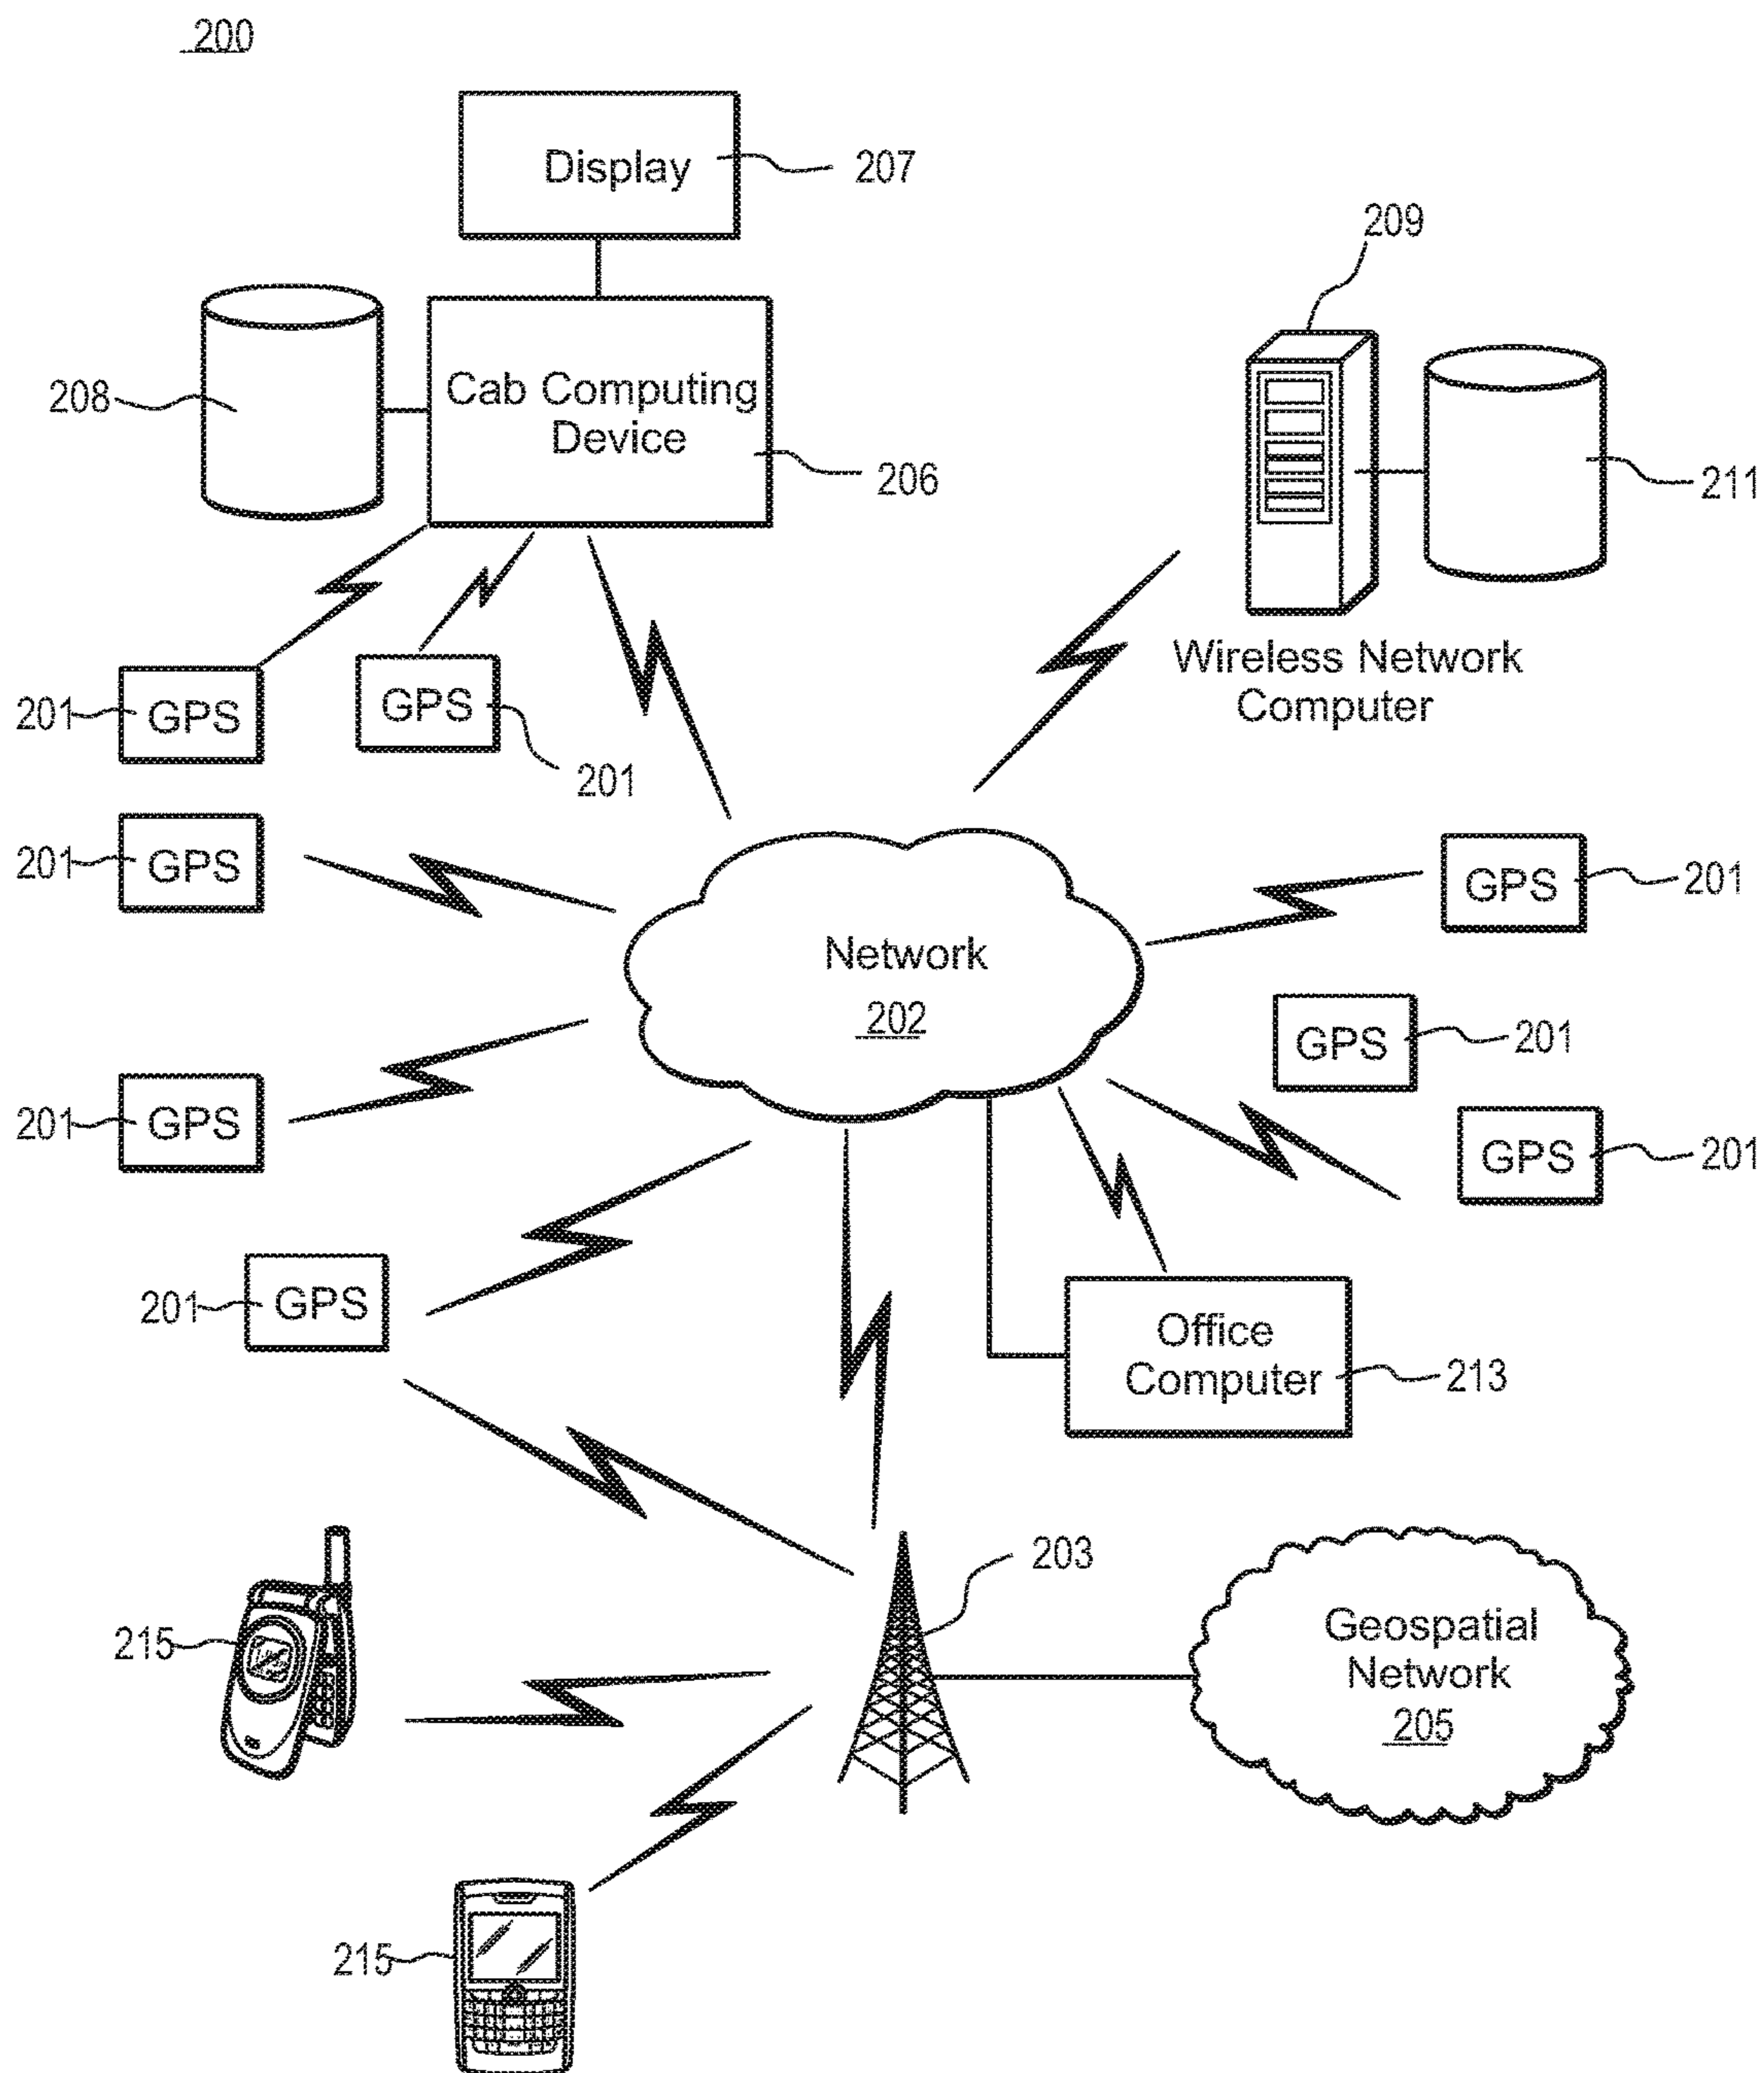 200
Display
207
209
208
Cab Computing
Device
206
211
Wireless Network
Computer
201
GPS
GPS
201
201
GPS
GPS
201
Network
202
GPS
201
201
GPS
GPS
201
201
GPS
Office
Computer
213
203
215
Geospatial
Network
205
215